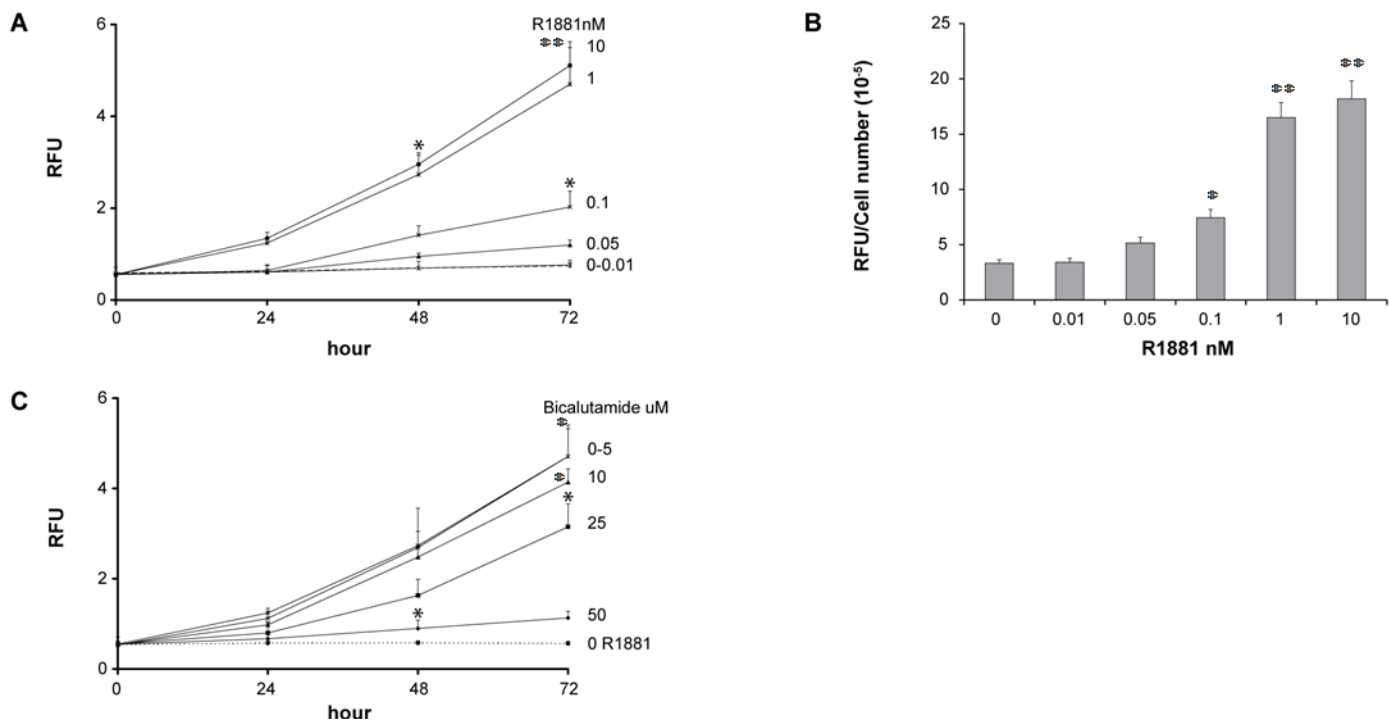 A
R1881nM
6
4
2
0
RFU
**
10
1
*
*
0.1
0.05
0-0.01
0 24 48 72
hour
B
25
20
15
10
5
0
RFU/Cell number (10-5)
*
**
**
0 0.01 0.05 0.1 1 10
R1881 nM
C
Bicalutamide uM
6
4
2
0
RFU
*
0-5
*
10
*
25
*
50
0 R1881
0 24 48 72
hour